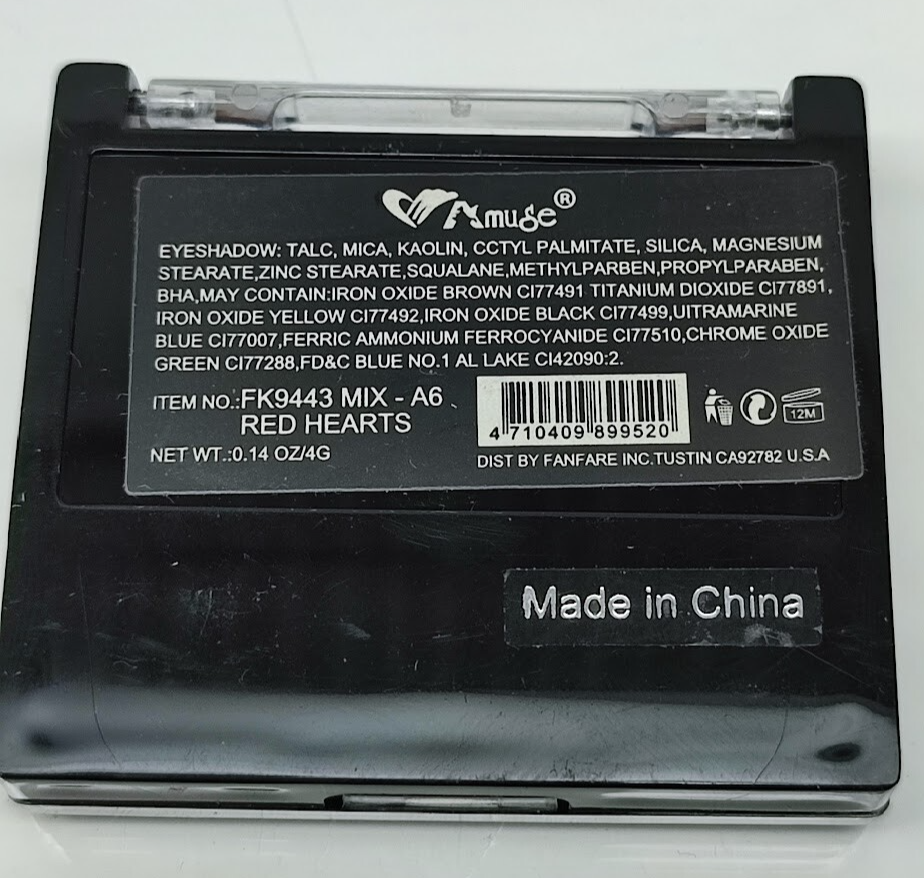 Amuse®
EYESHADOW: TALC, MICA, KAOLIN, CCTYL PALMITATE, SILICA, MAGNESIUM
STEARATE,ZINC STEARATE,SQUALANE,METHYLPARBEN,PROPYLPARABEN,
BHA,MAY CONTAIN:IRON OXIDE BROWN CI77491 TITANIUM DIOXIDE CI77891,
IRON OXIDE YELLOW CI77492,IRON OXIDE BLACK CI77499,UITRAMARINE
BLUE CI77007,FERRIC AMMONIUM FERROCYANIDE CI77510,CHROME OXIDE
GREEN CI77288,FD&C BLUE NO.1 AL LAKE CI42090:2.
ITEM NO.:FK9443 MIX - A6
RED HEARTS
4 710409 899520
12M
NET WT.:0.14 OZ/4G
DIST BY FANFARE INC.TUSTIN CA92782 U.S.A
Made in China